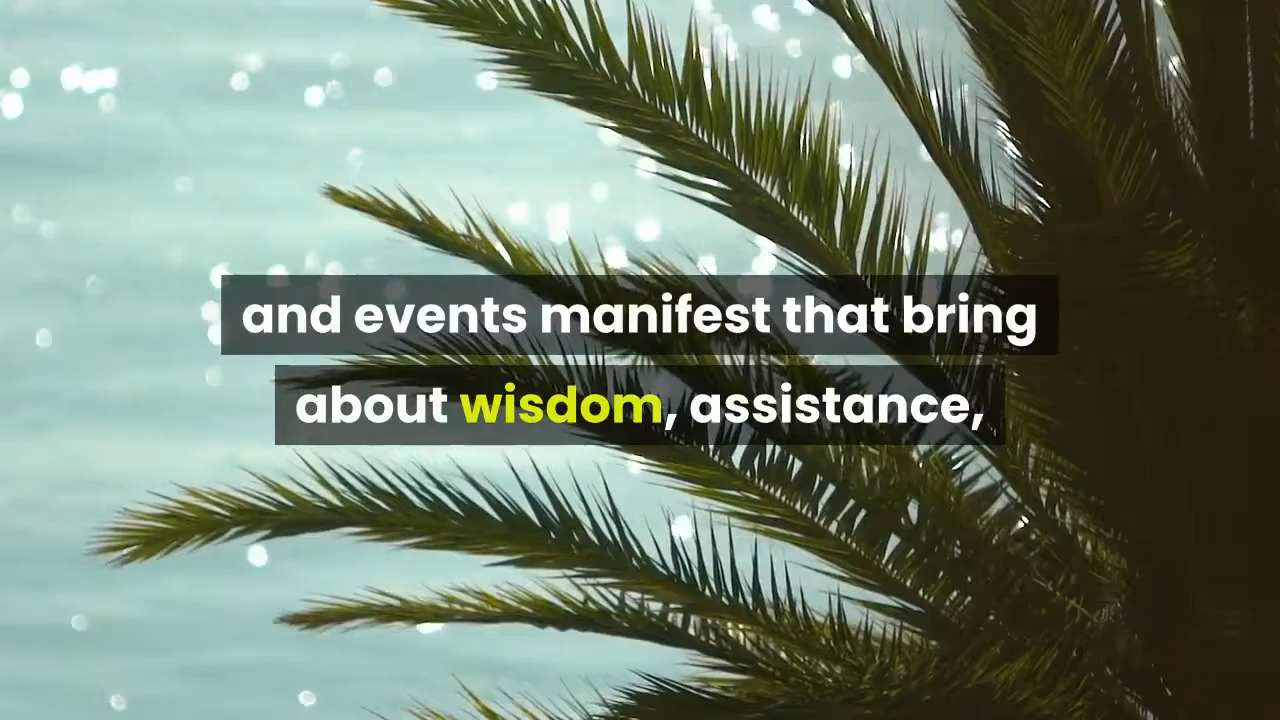 and events manifest that bring
about wisdom, assistance,